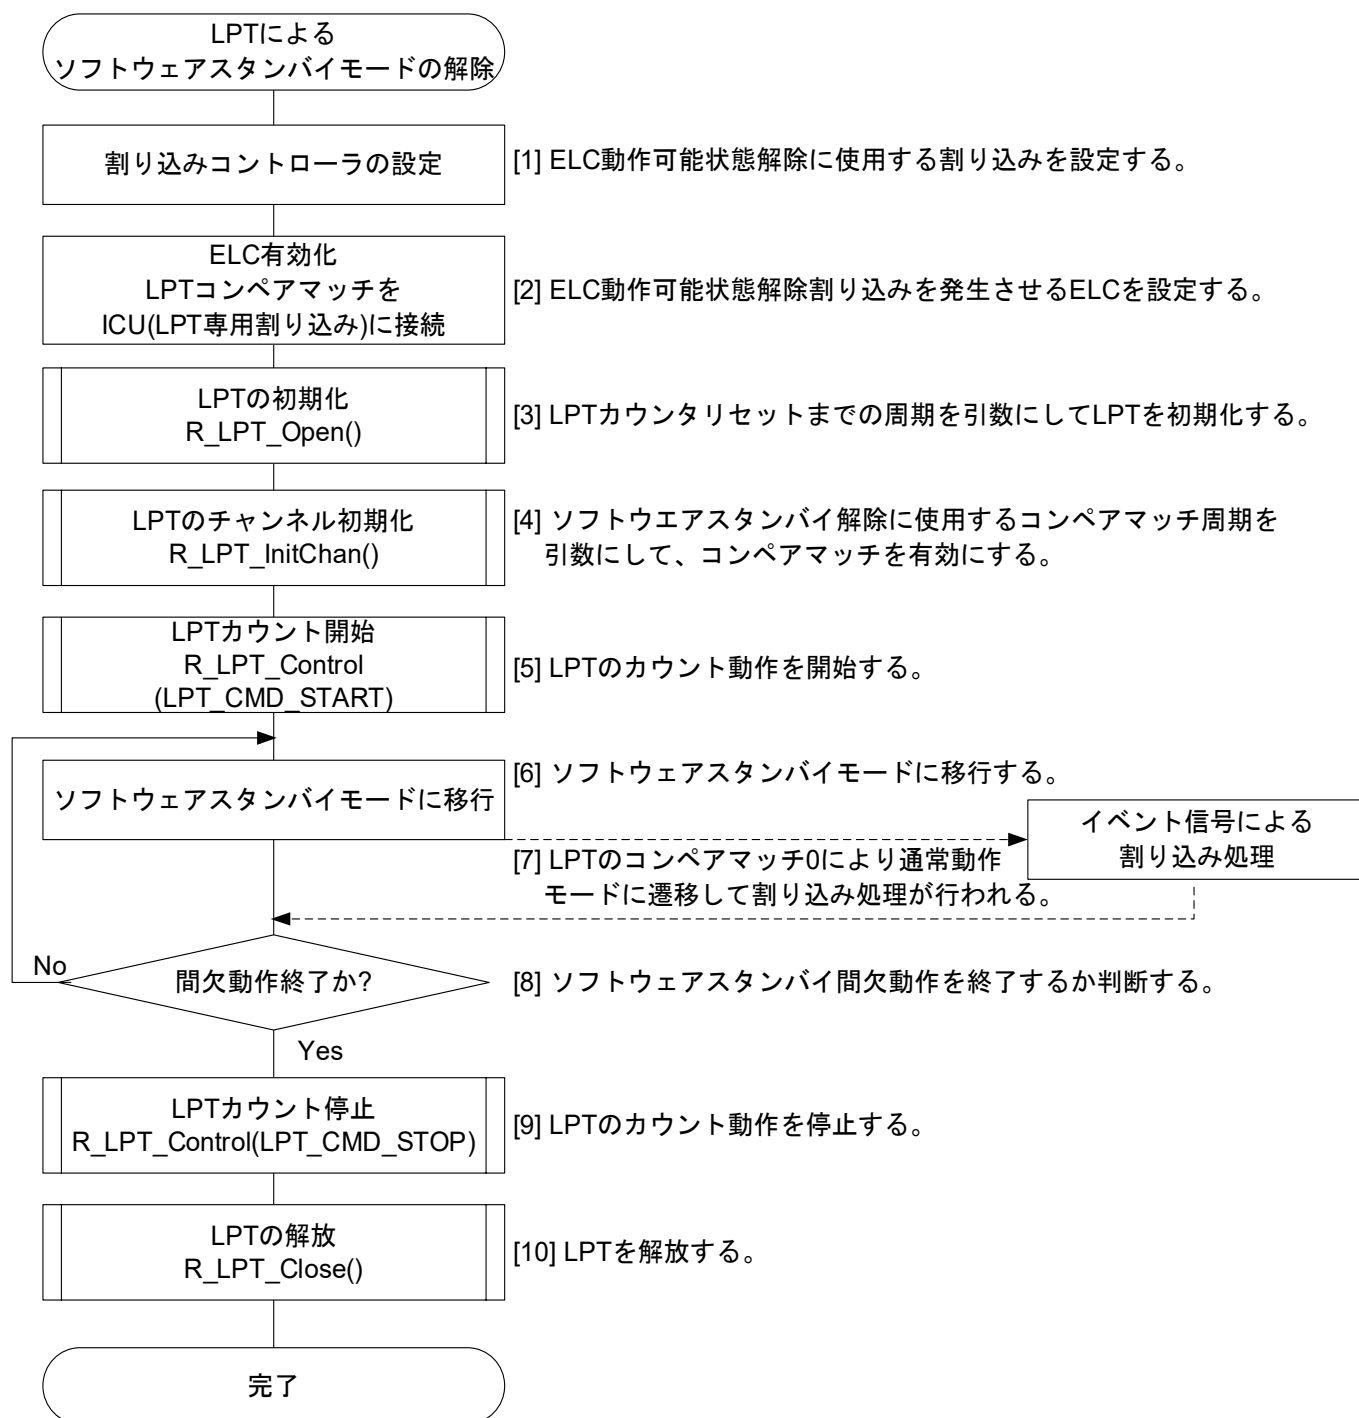 LPTによる
ソフトウェアスタンバイモードの解除
割り込みコントローラの設定
[1] ELC動作可能状態解除に使用する割り込みを設定する。
ELC有効化
LPTコンペアマッチを
ICU(LPT専用割り込み)に接続
[2] ELC動作可能状態解除割り込みを発生させるELCを設定する。
LPTの初期化
R_LPT_Open()
[3] LPTカウンタリセットまでの周期を引数にしてLPTを初期化する。
LPTのチャンネル初期化
R_LPT_InitChan()
[4] ソフトウエアスタンバイ解除に使用するコンペアマッチ周期を
引数にして、コンペアマッチを有効にする。
LPTカウント開始
R_LPT_Control
(LPT_CMD_START)
[5] LPTのカウント動作を開始する。
ソフトウェアスタンバイモードに移行
[6] ソフトウェアスタンバイモードに移行する。
イベント信号による
割り込み処理
[7] LPTのコンペアマッチ0により通常動作
モードに遷移して割り込み処理が行われる。
No
間欠動作終了か?
[8] ソフトウェアスタンバイ間欠動作を終了するか判断する。
Yes
LPTカウント停止
R_LPT_Control(LPT_CMD_STOP)
[9] LPTのカウント動作を停止する。
LPTの解放
R_LPT_Close()
[10] LPTを解放する。
完了